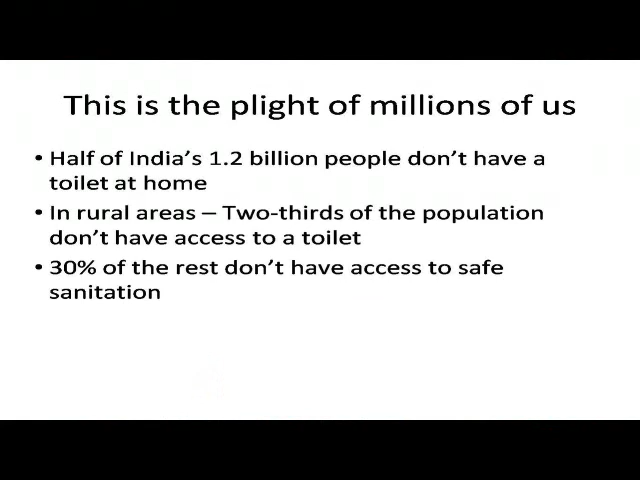 This is the plight of millions of us
• Half of India's 1.2 billion people don't have a
toilet at home
• In rural areas – Two-thirds of the population
don't have access to a toilet
• 30% of the rest don't have access to safe
sanitation